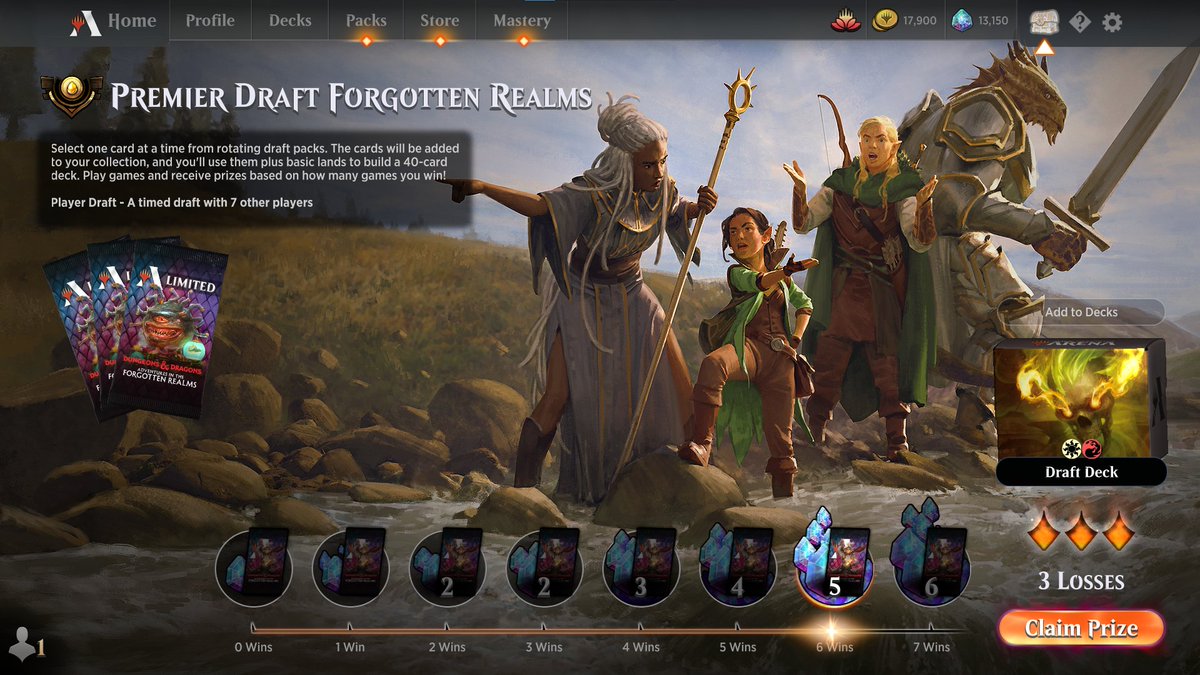 Home Profile Decks Packs Store Mastery 17,900 13,150
PREMIER DRAFT FORGOTTEN REALMS
Select one card at a time from rotating draft packs. The cards will be added
to your collection, and you'll use them plus basic lands to build a 40-card
deck. Play games and receive prizes based on how many games you win!
Player Draft - A timed draft with 7 other players
LIMITED
DUNGEONS & DRAGONS
ADVENTURES IN THE
FORGOTTEN REALMS
Add to Decks
ARENA
Draft Deck
2 2 3 4 5 6
3 LOSSES
Claim Prize
0 Wins 1 Win 2 Wins 3 Wins 4 Wins 5 Wins 6 Wins 7 Wins
1